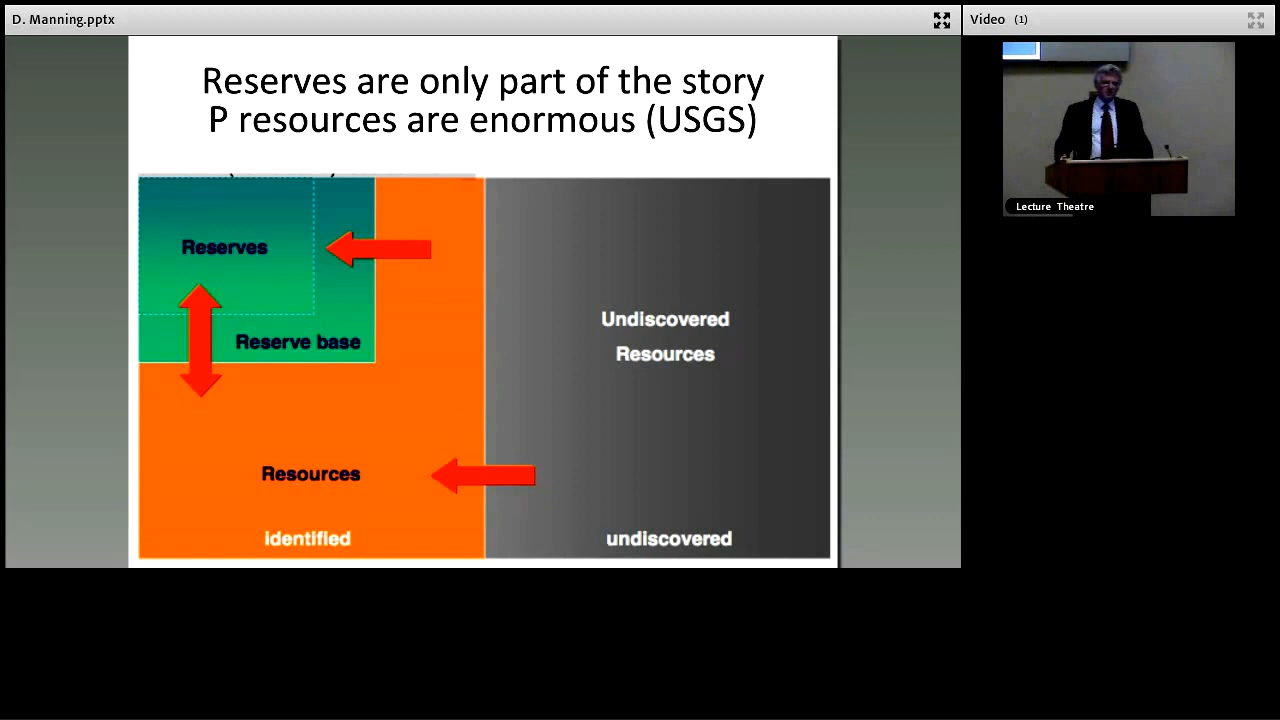 D. Manning.pptx
Video (1)
Reserves are only part of the story
P resources are enormous (USGS)
Reserves
Reserve base
Resources
identified
Undiscovered
Resources
undiscovered
Lecture Theatre